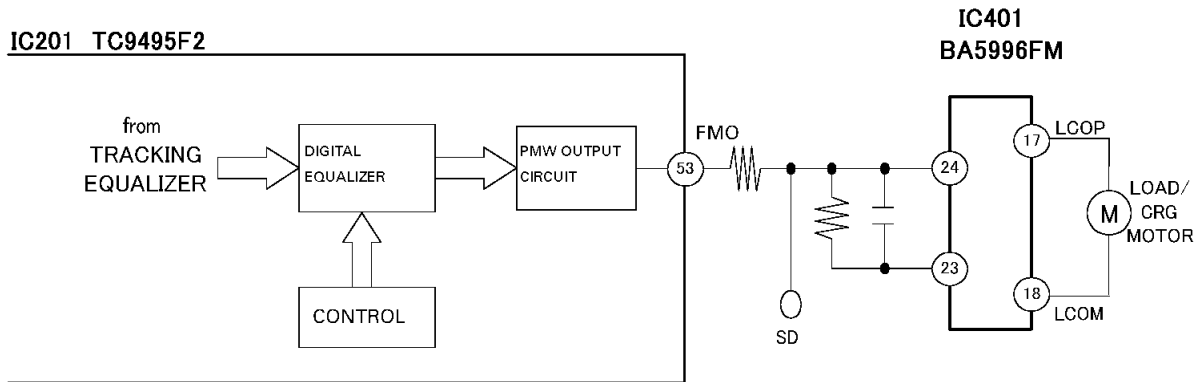 IC201 TC9495F2
IC401
BA5996FM
from
TRACKING
EQUALIZER
DIGITAL
EQUALIZER
PMW OUTPUT
CIRCUIT
CONTROL
53
FMO
SD
24
23
17
18
LCOP
LCOM
M
LOAD/
CRG
MOTOR